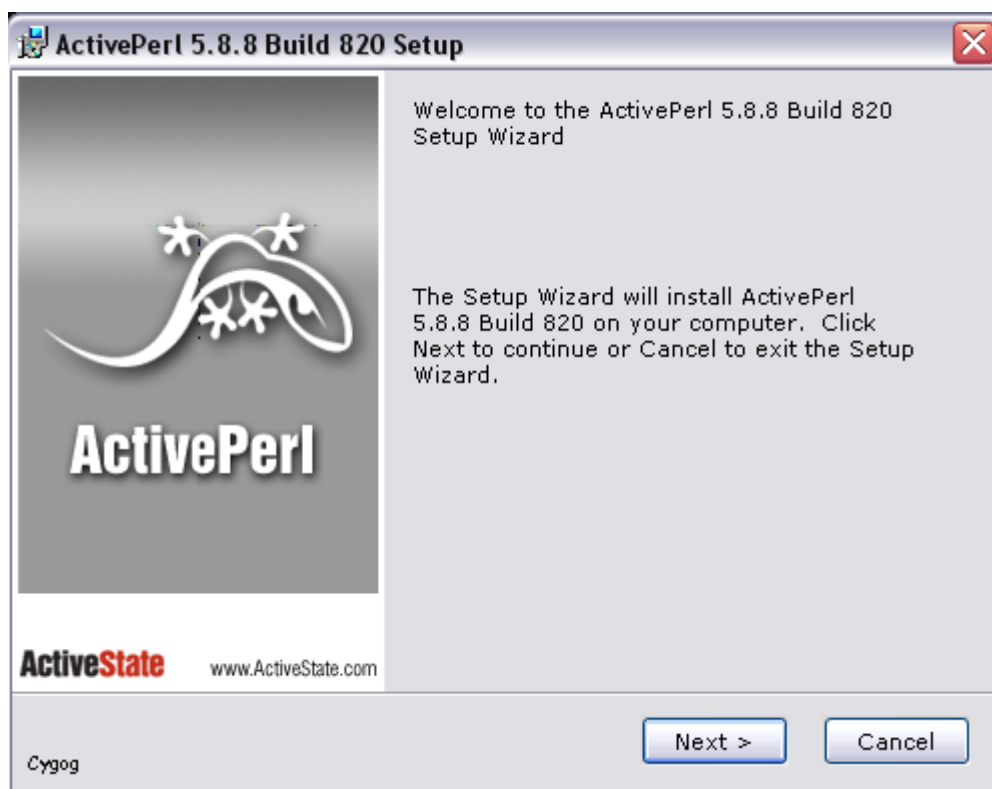 ActivePerl 5.8.8 Build 820 Setup
Welcome to the ActivePerl 5.8.8 Build 820
Setup Wizard
The Setup Wizard will install ActivePerl
5.8.8 Build 820 on your computer. Click
Next to continue or Cancel to exit the Setup
Wizard.
ActivePerl
ActiveState www.ActiveState.com
Next > Cancel
Cygog